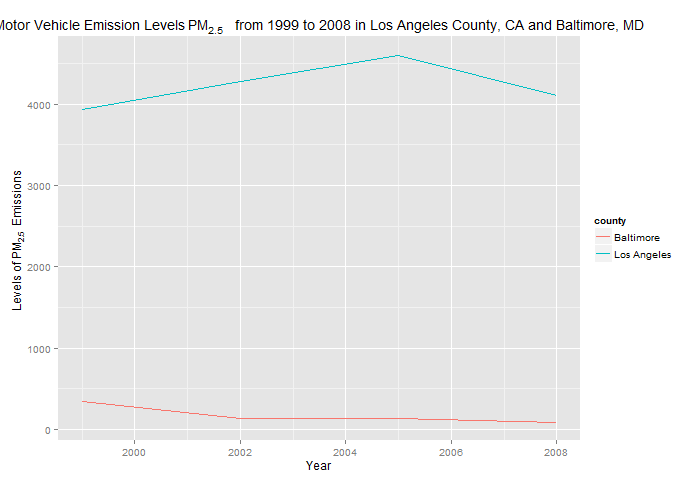 Motor Vehicle Emission Levels PM2.5 from 1999 to 2008 in Los Angeles County, CA and Baltimore, MD
Levels of PM2.5 Emissions
4000
3000
2000
1000
0
2000
2002
2004
2006
2008
Year
county
Baltimore
Los Angeles